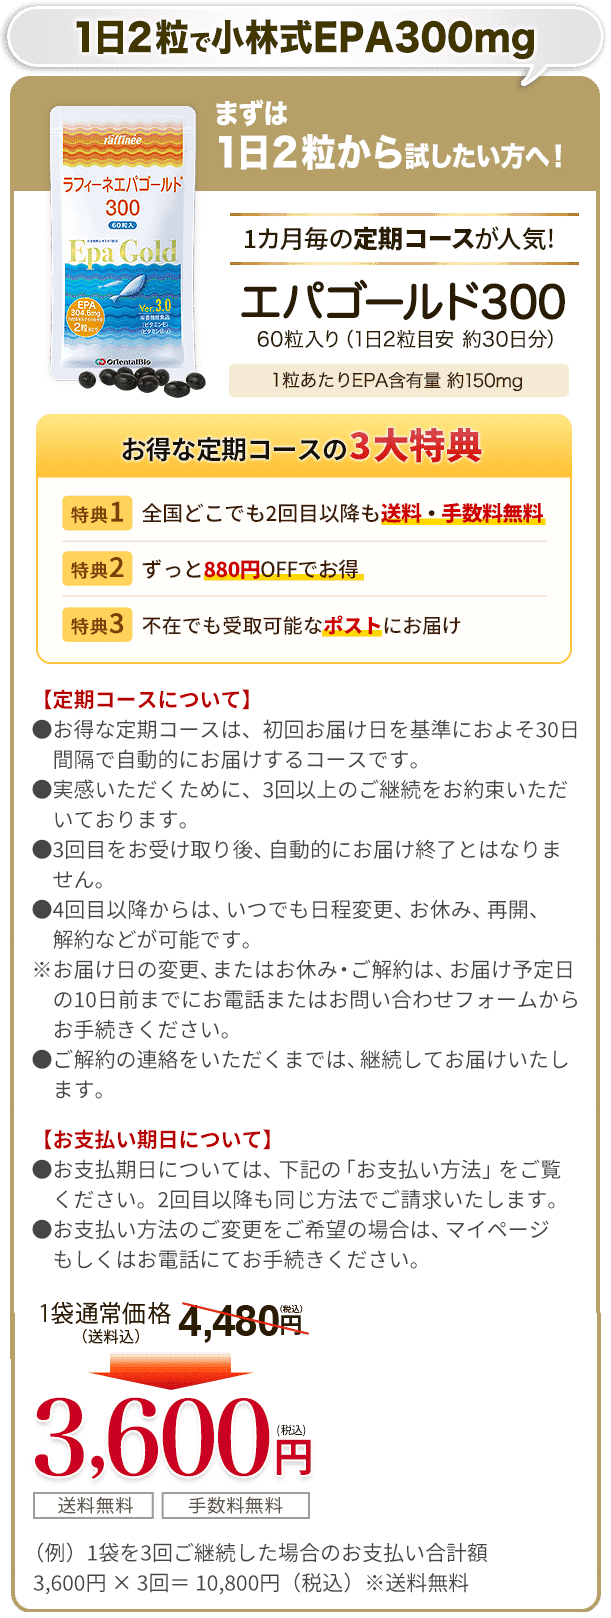 1日2粒で小林式EPA300mg
まずは
1日2粒から試したい方へ！
raffinée
ラフィーネエパゴールド
300
60粒入
Epa Gold
EPA
304.6mg
2粒あたり
Ver.3.0
栄養機能食品
OrientalBio
1カ月毎の定期コースが人気!
エパゴールド300
60粒入り（1日2粒目安 約30日分）
1粒あたりEPA含有量 約150mg
お得な定期コースの3大特典
特典1 全国どこでも2回目以降も送料・手数料無料
特典2 ずっと880円OFFでお得
特典3 不在でも受取可能なポストにお届け
【定期コースについて】
●お得な定期コースは、初回お届け日を基準におよそ30日
間隔で自動的にお届けするコースです。
●実感いただくために、3回以上のご継続をお約束いただ
いております。
●3回目をお受け取り後、自動的にお届け終了とはなりま
せん。
●4回目以降からは、いつでも日程変更、お休み、再開、
解約などが可能です。
※お届け日の変更、またはお休み・ご解約は、お届け予定日
の10日前までにお電話またはお問い合わせフォームから
お手続きください。
●ご解約の連絡をいただくまでは、継続してお届けいたし
ます。
【お支払い期日について】
●お支払期日については、下記の「お支払い方法」をご覧
ください。2回目以降も同じ方法でご請求いたします。
●お支払い方法のご変更をご希望の場合は、マイページ
もしくはお電話にてお手続きください。
1袋通常価格 4,480円(税込)
（送料込）
3,600円(税込)
送料無料 手数料無料
（例）1袋を3回ご継続した場合のお支払い合計額
3,600円 × 3回＝ 10,800円（税込）※送料無料